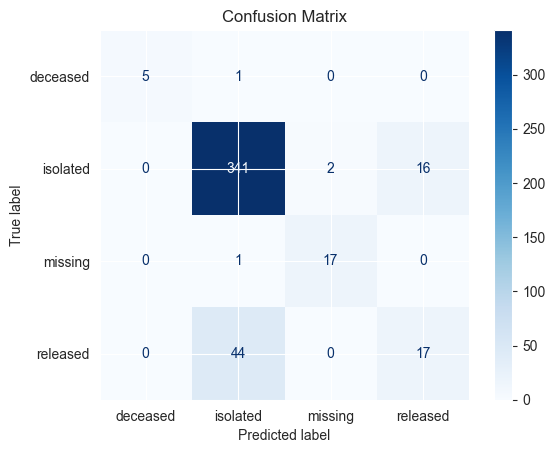 Confusion Matrix
deceased 5 1 0 0
isolated 0 341 2 16
missing 0 1 17 0
released 0 44 0 17
deceased isolated missing released
Predicted label
True label
300
250
200
150
100
50
0